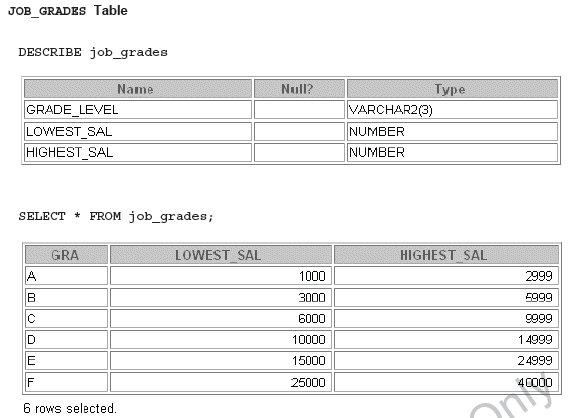 JOB_GRADES Table
DESCRIBE job_grades
Name Null? Type
GRADE_LEVEL VARCHAR2(3)
LOWEST_SAL NUMBER
HIGHEST_SAL NUMBER
SELECT * FROM job_grades;
GRA LOWEST_SAL HIGHEST_SAL
A 1000 2999
B 3000 5999
C 6000 9999
D 10000 14999
E 15000 24999
F 25000 40000
6 rows selected.
Only